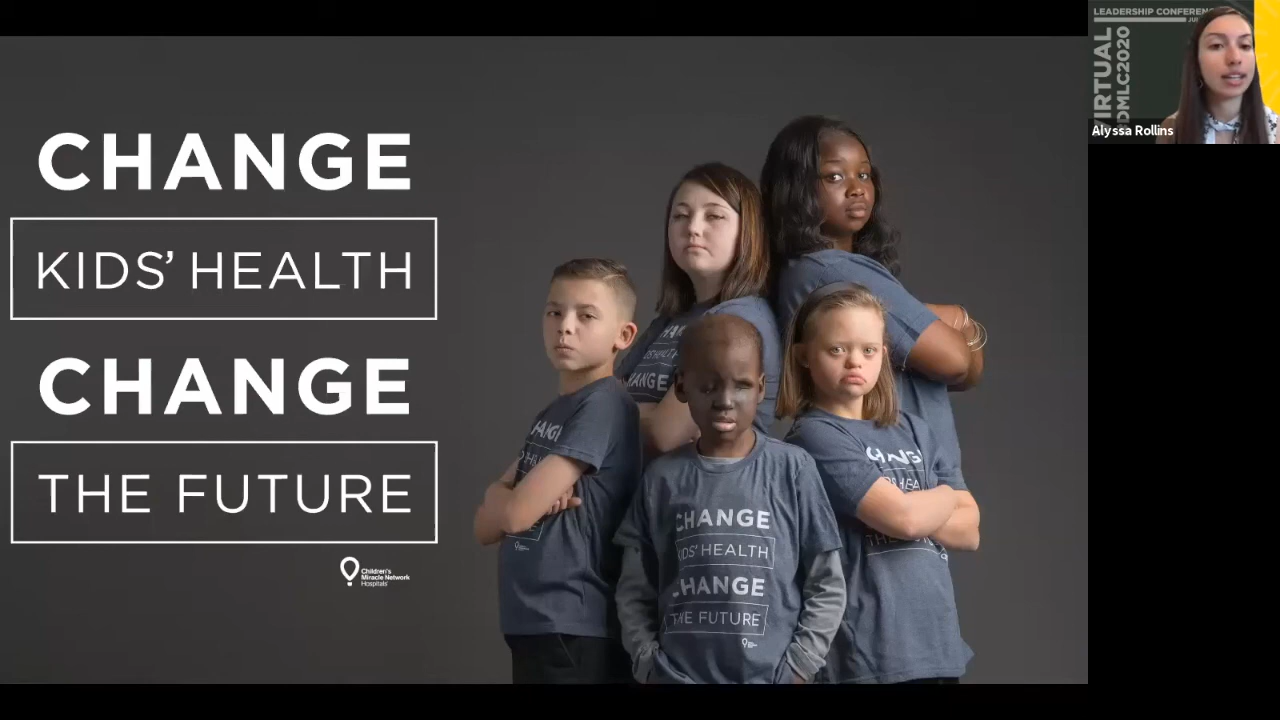 CHANGE
KIDS' HEALTH
CHANGE
THE FUTURE
Children's
Miracle Network
Hospitals
CHANGE
KIDS' HEALTH
CHANGE
THE FUTURE
LEADERSHIP
VIRTUAL
DMLC2020
Alyssa Rollins